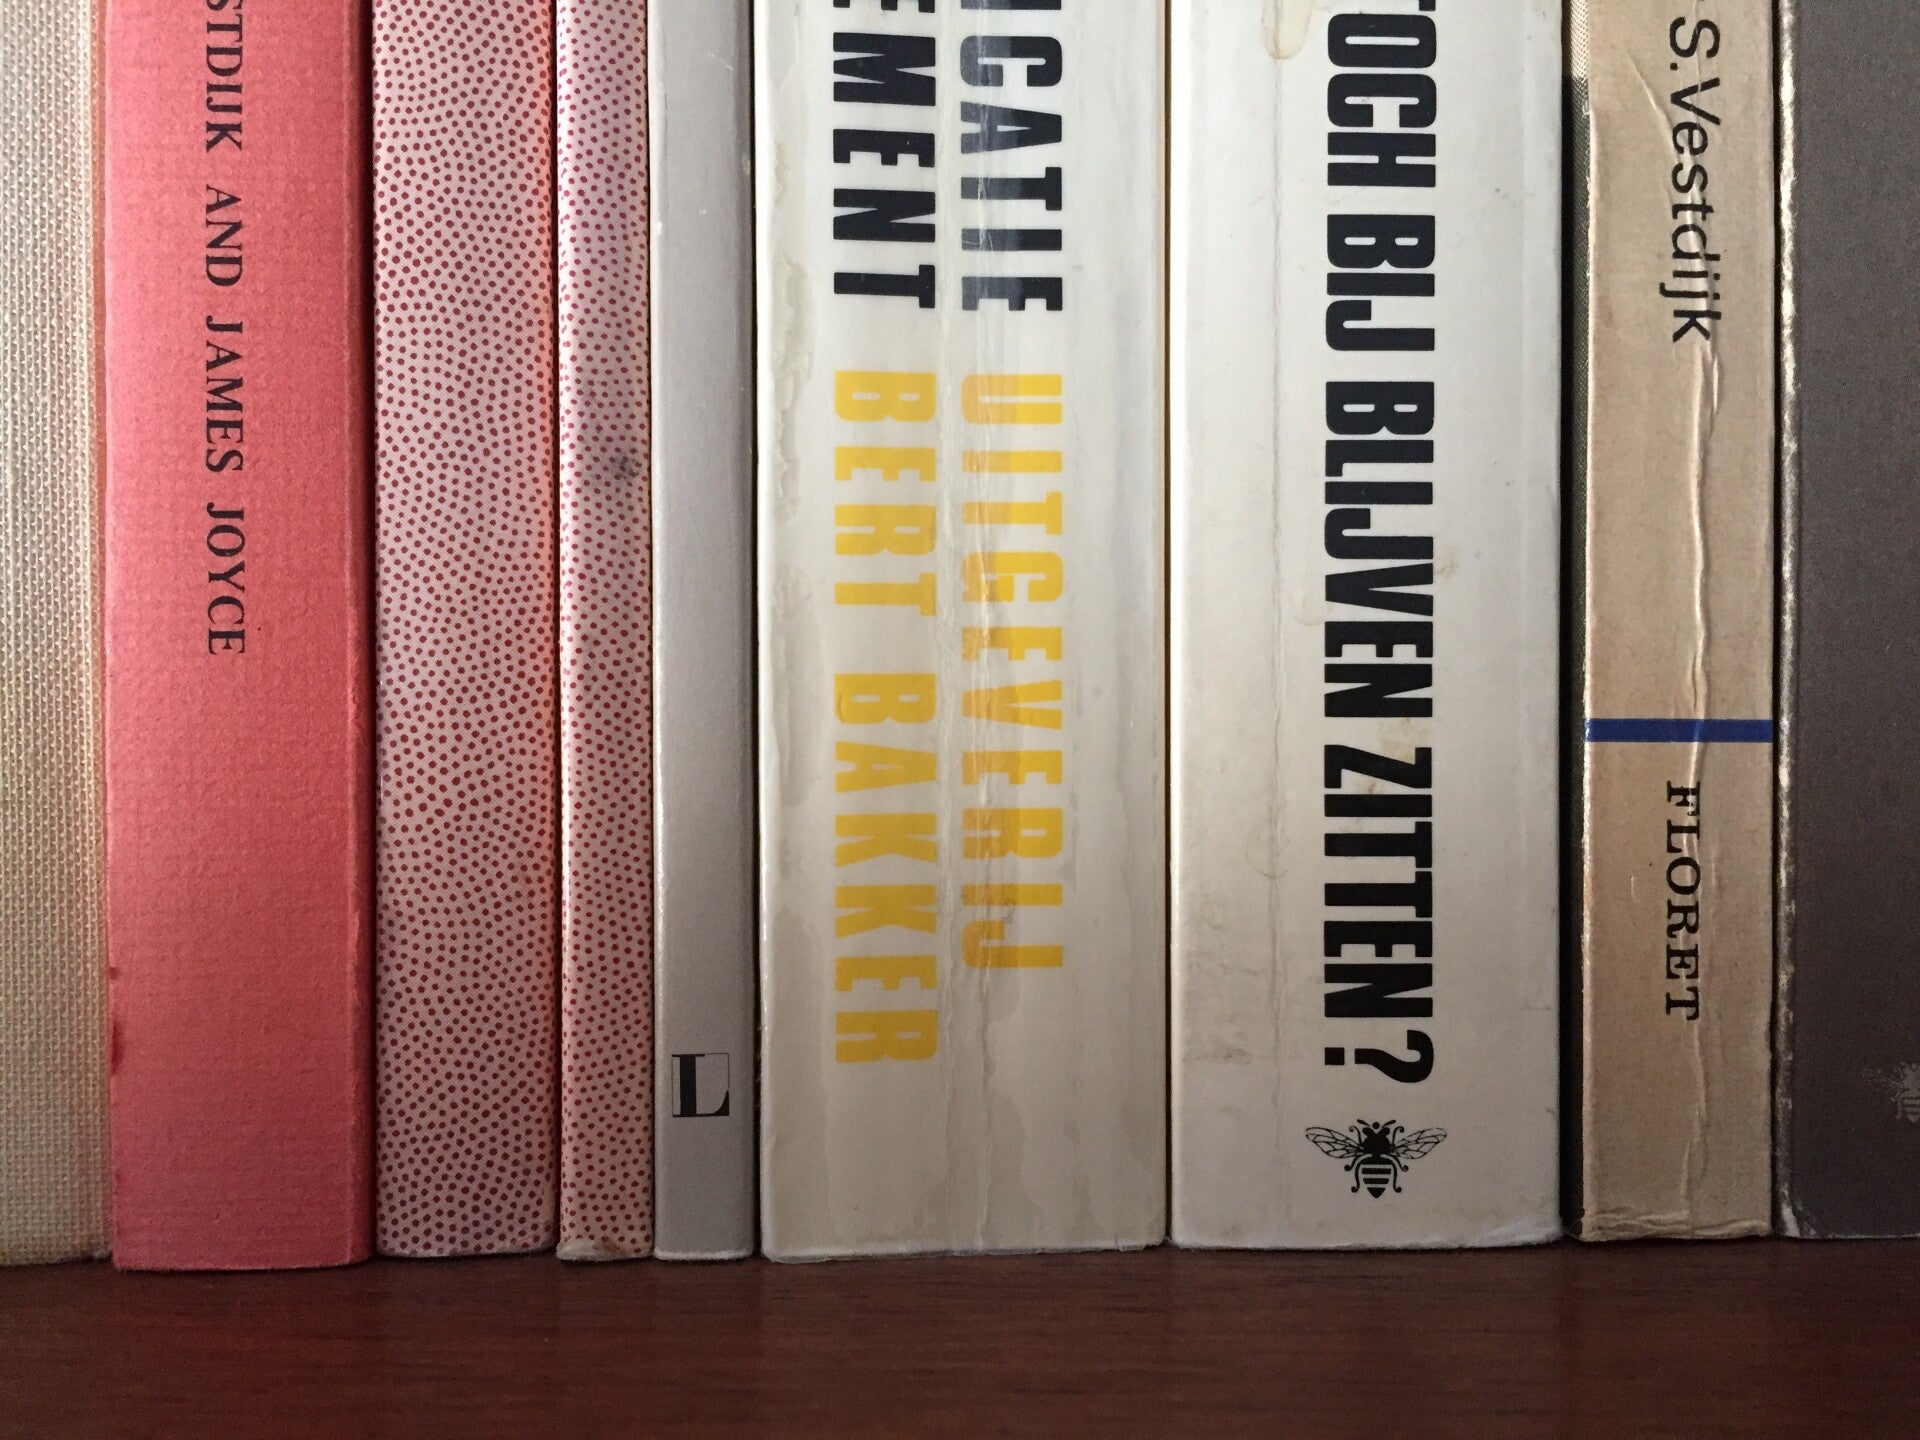 STDIJK AND JAMES JOYCE
L
ICATIE UITGEVERIJ
EMENT BERT BAKKER
TOCH BIJ BLIJVEN ZITTEN?
S. Vestdijk
FLORET